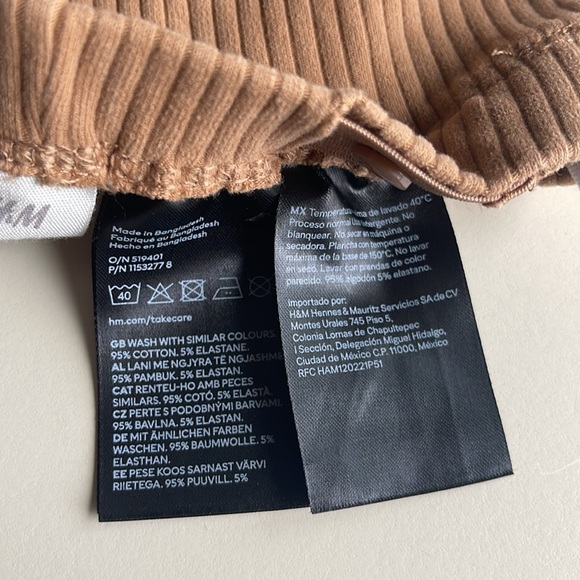 &M
Made in Bangladesh
Fabriqué au Bangladesh
Hecho en Bangladesh
O/N 519401
P/N 1153277 8
40
hm.com/takecare
GB WASH WITH SIMILAR COLOURS.
95% COTTON. 5% ELASTANE.
AL LANI ME NGJYRA TË NGJASHME
95% PAMBUK. 5% ELASTAN.
CAT RENTEU-HO AMB PECES
SIMILARS. 95% COTÓ. 5% ELASTÀ
CZ PERTE S PODOBNÝMI BARVAMI.
95% BAVLNA. 5% ELASTAN.
DE MIT ÄHNLICHEN FARBEN
WASCHEN. 95% BAUMWOLLE. 5%
ELASTHAN.
EE PESE KOOS SARNAST VÄRVI
RIIETEGA. 95% PUUVILL. 5%
MX Temperatura de lavado 40°C
Proceso normal. Detergente. No
blanquear. No secar en máquina o
secadora. Plancha con temperatura
máxima de la base de 150°C. No lavar
en seco. Lavar con prendas de color
parecido. 95% algodón 5% elastano.
Importado por:
H&M Hennes & Mauritz Servicios SA de CV
Montes Urales 745 Piso 5,
Colonia Lomas de Chapultepec
I Sección, Delegación Miguel Hidalgo,
Ciudad de México C.P. 11000, México
RFC HAM120221P51